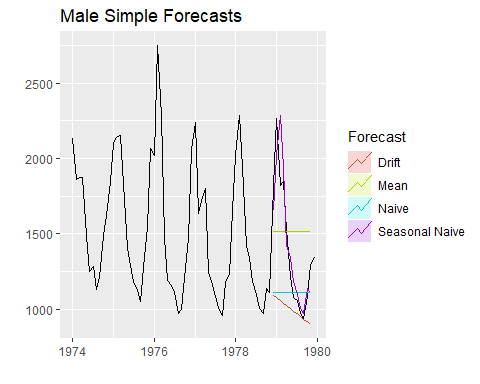 Male Simple Forecasts
2500
2000
1500
1000
1974
1976
1978
1980
Forecast
Drift
Mean
Naive
Seasonal Naive